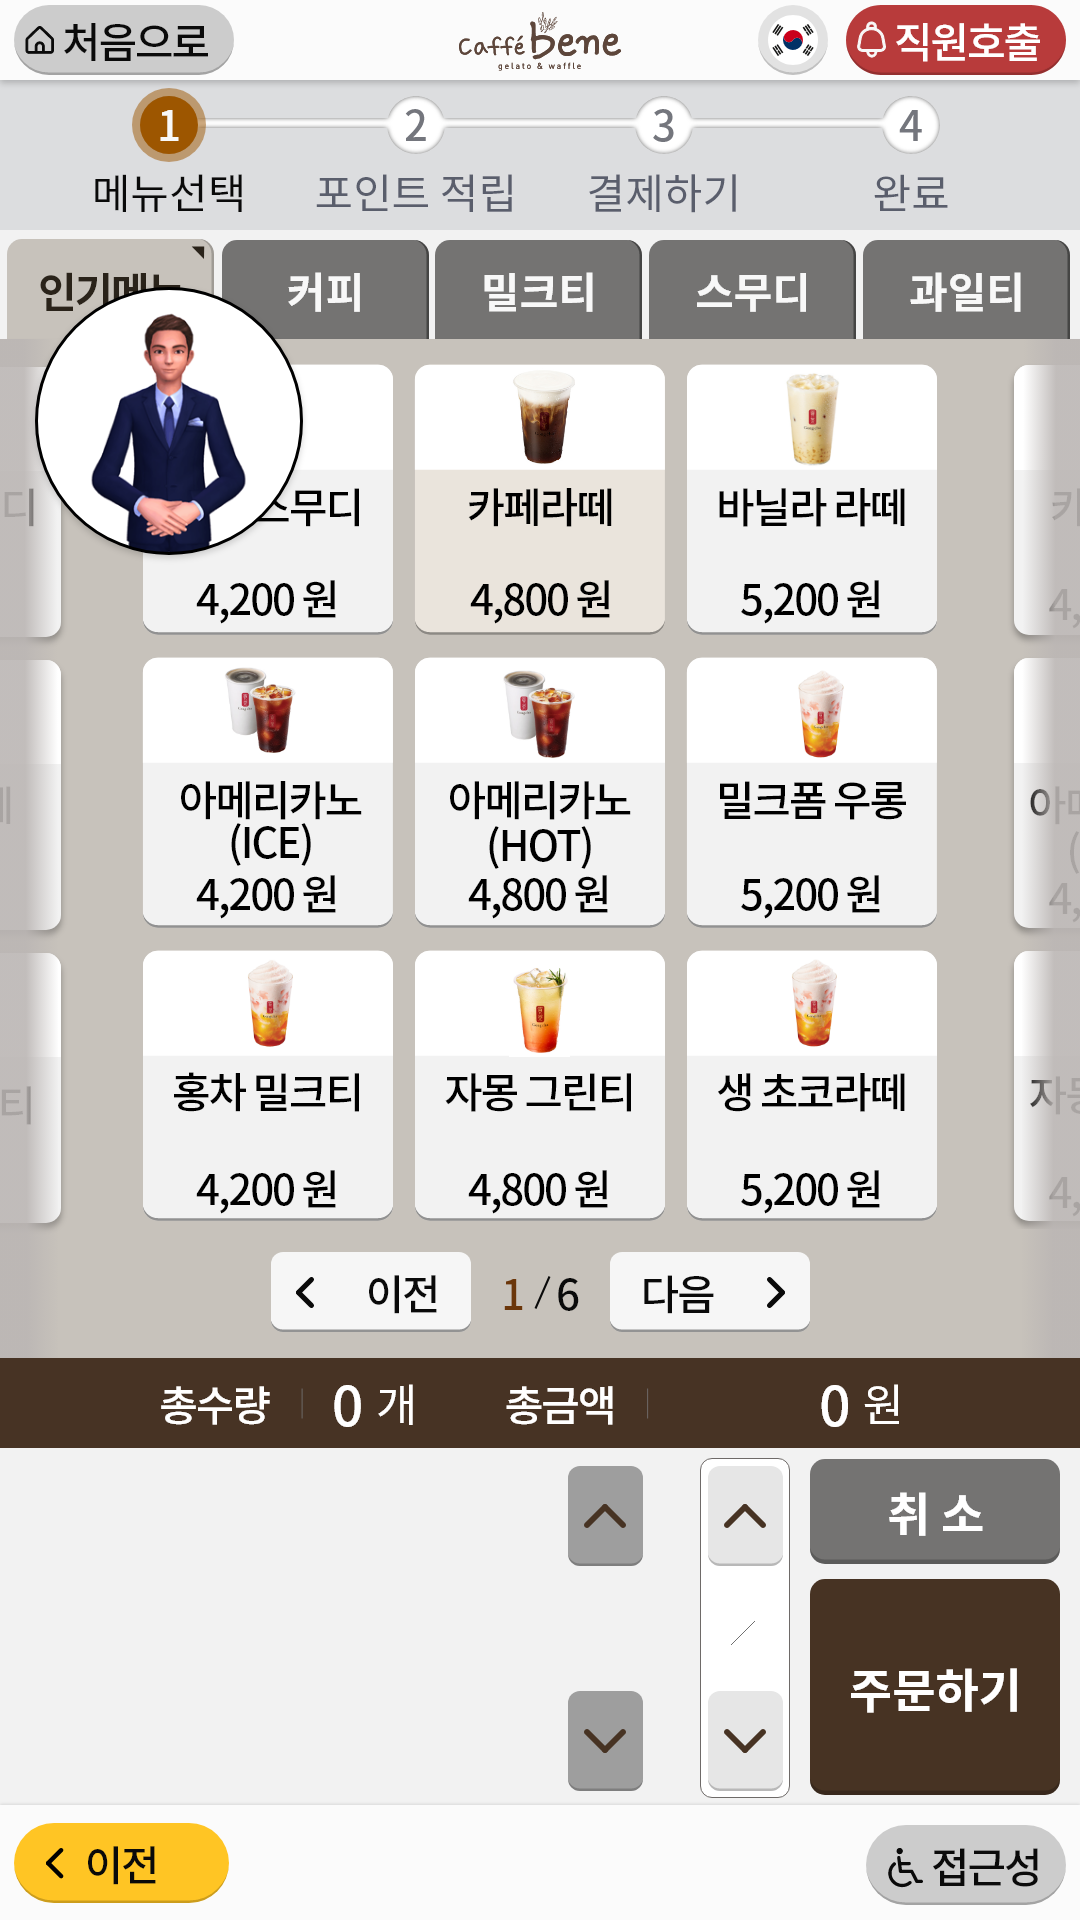 처음으로
Caffé bene
gelato & waffle
직원호출
1 2 3 4
메뉴선택 포인트 적립 결제하기 완료
인기메뉴 커피 밀크티 스무디 과일티
디 스무디 카페라떼 바닐라 라떼
4,200 원 4,800 원 5,200 원 4,
아메리카노 아메리카노 밀크폼 우롱 아메
(ICE) (HOT) (
4,200 원 4,800 원 5,200 원 4,
티 홍차 밀크티 자몽 그린티 생 초코라떼 자몽
4,200 원 4,800 원 5,200 원 4,
이전 1 / 6 다음
총수량 0 개 총금액 0 원
취 소
/
주문하기
이전 접근성